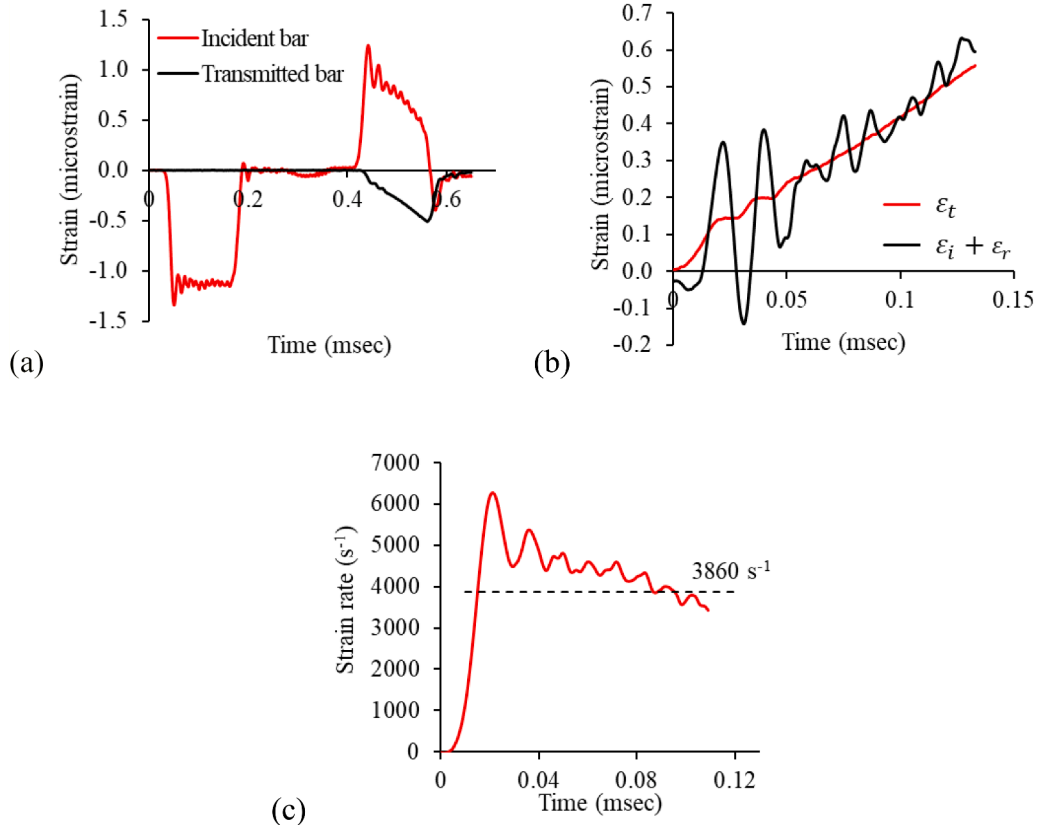 1.5
1.0
0.5
0.0
-0.5
-1.0
-1.5
0
0.2
0.4
0.6
Strain (microstrain)
Time (msec)
Incident bar
Transmitted bar
(a)
0.7
0.6
0.5
0.4
0.3
0.2
0.1
0.0
-0.1
-0.2
0
0.05
0.1
0.15
Strain (microstrain)
Time (msec)
εt
εi + εr
(b)
7000
6000
5000
4000
3000
2000
1000
0
0
0.04
0.08
0.12
Strain rate (s-1)
Time (msec)
3860 s-1
(c)